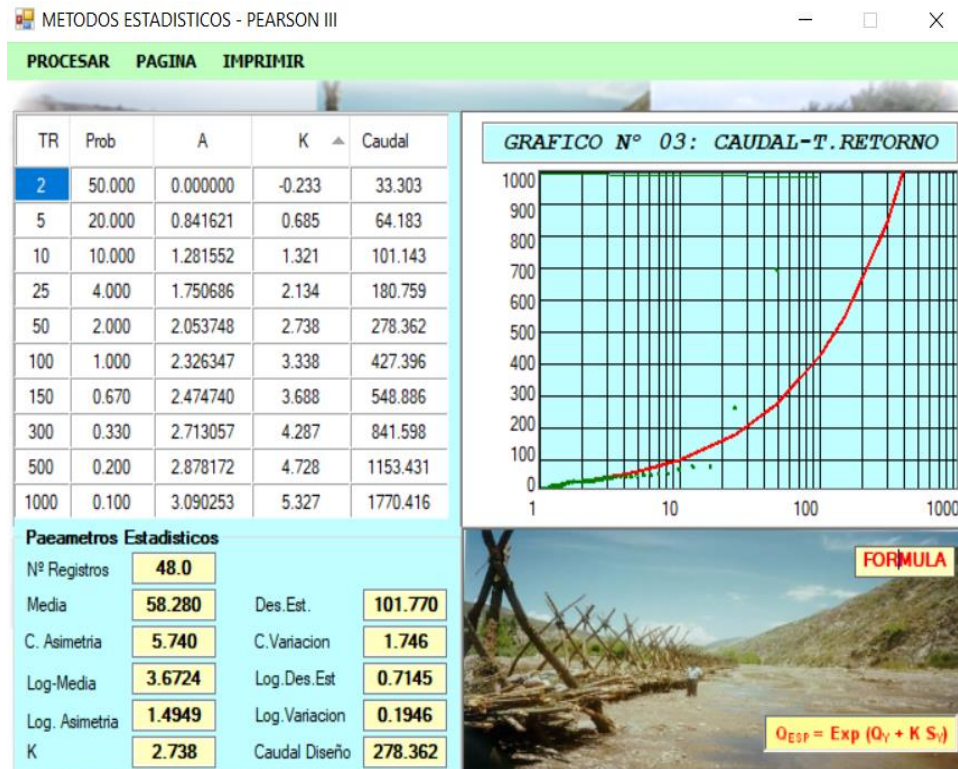 METODOS ESTADISTICOS - PEARSON III
PROCESAR PAGINA IMPRIMIR
TR Prob A K Caudal
2 50.000 0.000000 -0.233 33.303
5 20.000 0.841621 0.685 64.183
10 10.000 1.281552 1.321 101.143
25 4.000 1.750686 2.134 180.759
50 2.000 2.053748 2.738 278.362
100 1.000 2.326347 3.338 427.396
150 0.670 2.474740 3.688 548.886
300 0.330 2.713057 4.287 841.598
500 0.200 2.878172 4.728 1153.431
1000 0.100 3.090253 5.327 1770.416
GRAFICO N° 03: CAUDAL-T.RETORNO
1000
900
800
700
600
500
400
300
200
100
0
1 10 100 1000
Paeametros Estadisticos
Nº Registros 48.0
Media 58.280 Des.Est. 101.770
C. Asimetria 5.740 C.Variacion 1.746
Log-Media 3.6724 Log.Des.Est 0.7145
Log. Asimetria 1.4949 Log.Variacion 0.1946
K 2.738 Caudal Diseño 278.362
FORMULA
QESP = Exp (QY + K SY)